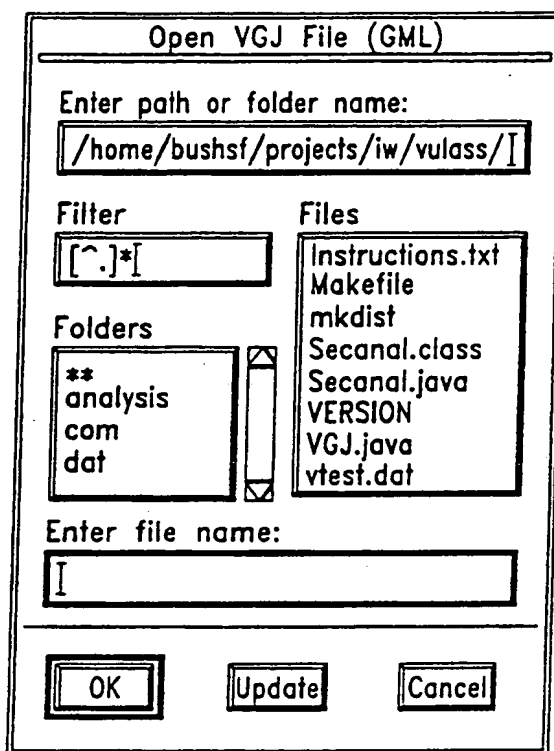 Open VGJ File (GML)
Enter path or folder name:
/home/bushsf/projects/iw/vulass/
Filter
[^.]*
Folders
**
analysis
com
dat
Files
Instructions.txt
Makefile
mkdist
Secanal.class
Secanal.java
VERSION
VGJ.java
vtest.dat
Enter file name:
OK
Update
Cancel